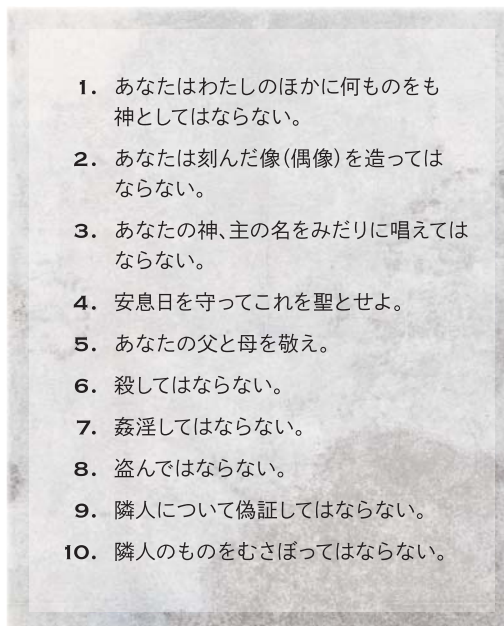 1. あなたはわたしのほかに何ものをも
神としてはならない。
2. あなたは刻んだ像(偶像)を造っては
ならない。
3. あなたの神、主の名をみだりに唱えては
ならない。
4. 安息日を守ってこれを聖とせよ。
5. あなたの父と母を敬え。
6. 殺してはならない。
7. 姦淫してはならない。
8. 盗んではならない。
9. 隣人について偽証してはならない。
10. 隣人のものをむさぼってはならない。